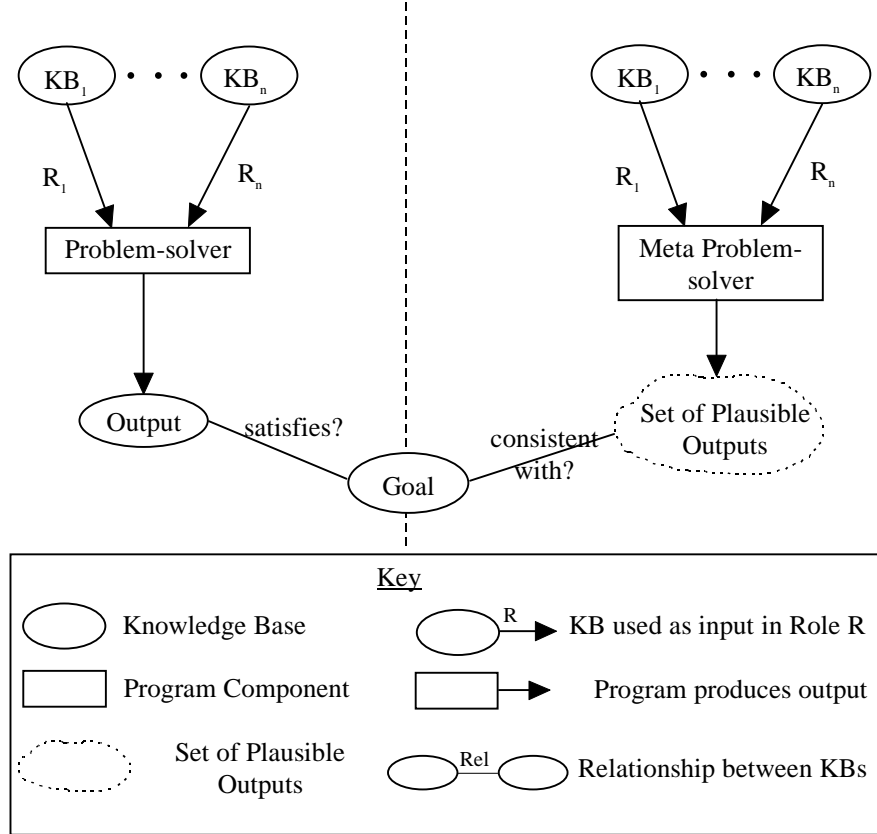 KB1 . . . KBn
KB1 . . . KBn
R1
Rn
R1
Rn
Problem-solver
Meta Problem-
solver
Output
satisfies?
Goal
consistent
with?
Set of Plausible
Outputs
Key
Knowledge Base
R
KB used as input in Role R
Program Component
Program produces output
Set of Plausible
Outputs
Rel
Relationship between KBs